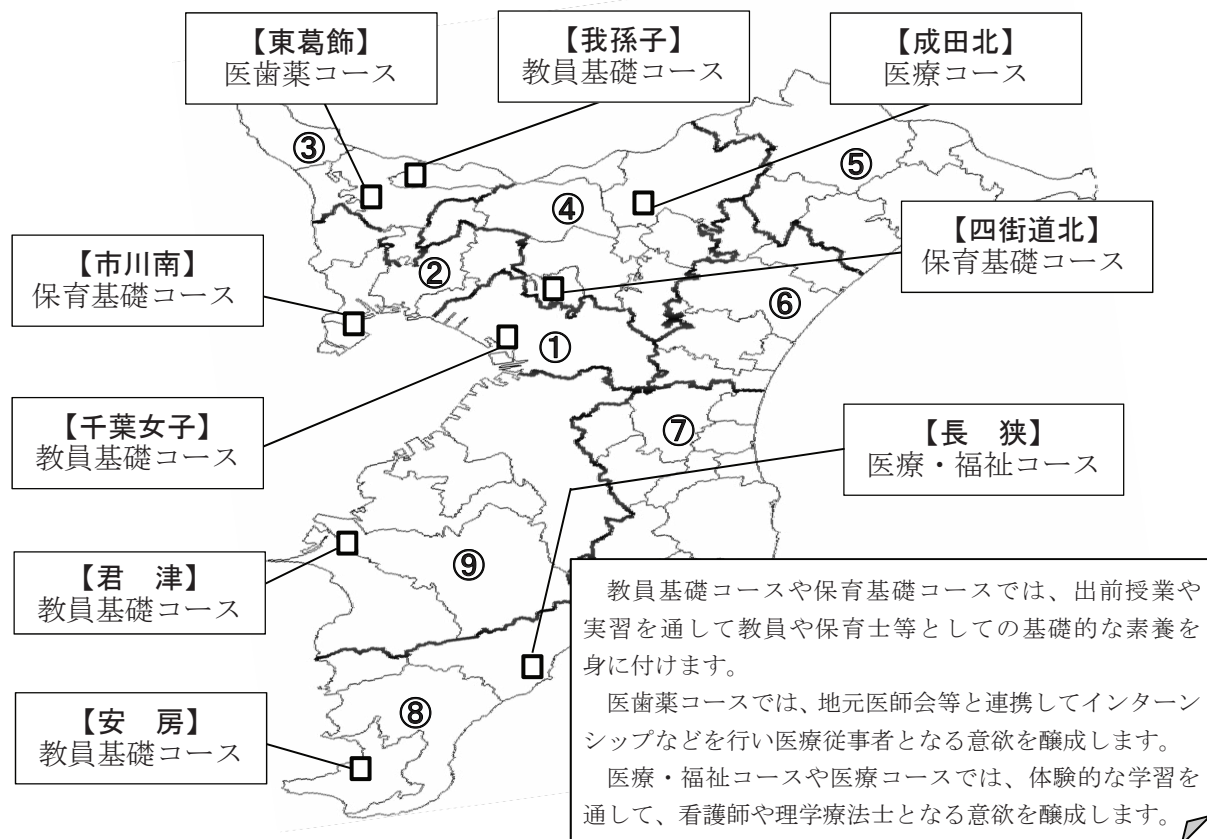 【東葛飾】
医歯薬コース
【我孫子】
教員基礎コース
【成田北】
医療コース
③
⑤
④
【四街道北】
保育基礎コース
【市川南】
保育基礎コース
②
⑥
①
【千葉女子】
教員基礎コース
⑦
【長　狭】
医療・福祉コース
【君　津】
教員基礎コース
⑨
教員基礎コースや保育基礎コースでは、出前授業や
実習を通して教員や保育士等としての基礎的な素養を
身に付けます。
医歯薬コースでは、地元医師会等と連携してインターン
シップなどを行い医療従事者となる意欲を醸成します。
医療・福祉コースや医療コースでは、体験的な学習を
通して、看護師や理学療法士となる意欲を醸成します。
【安　房】
教員基礎コース
⑧